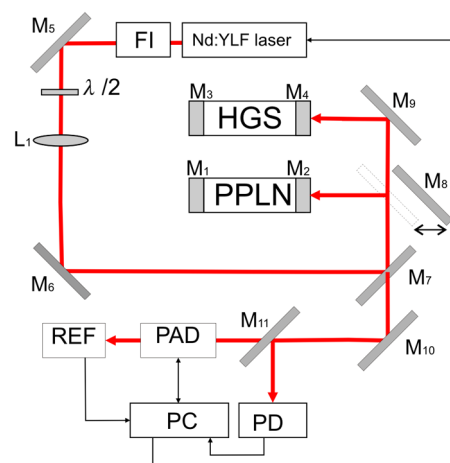 M5
FI
Nd:YLF laser
λ /2
L1
M3
M4
HGS
M9
M1
M2
PPLN
M8
M6
M7
M11
M10
REF
PAD
PC
PD